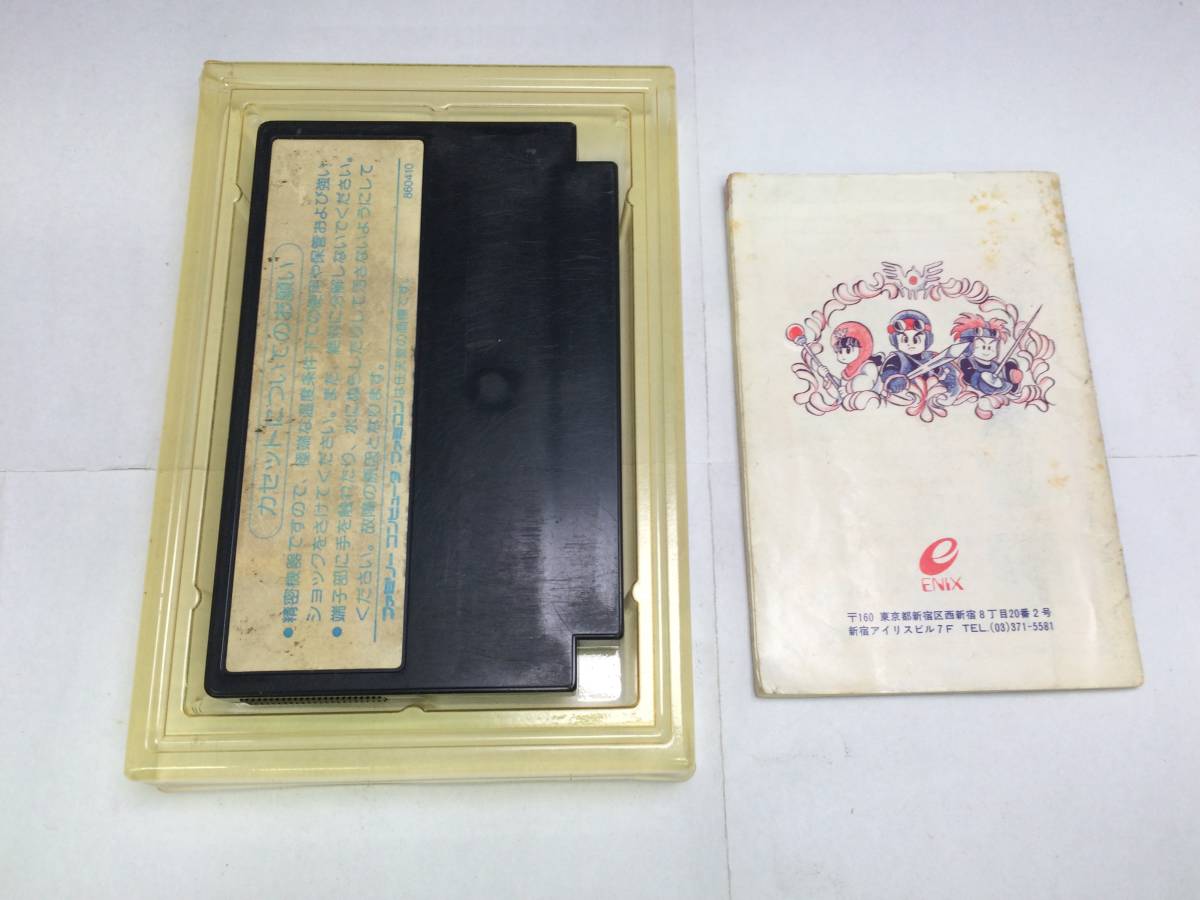 カセットについてのお願い
●精密機器ですので、極端な温度条件下での使用や保管および強い
ショックをさけてください。また、絶対に分解しないでください。
●端子部に手を触れたり、水にぬらしたりして汚さないようにして
ください。故障の原因となります。
ファミリーコンピュータ ファミコンは任天堂の商標です。
860410
ENIX
〒160 東京都新宿区西新宿8丁目20番2号
新宿アイリスビル7F TEL.(03)371-5581